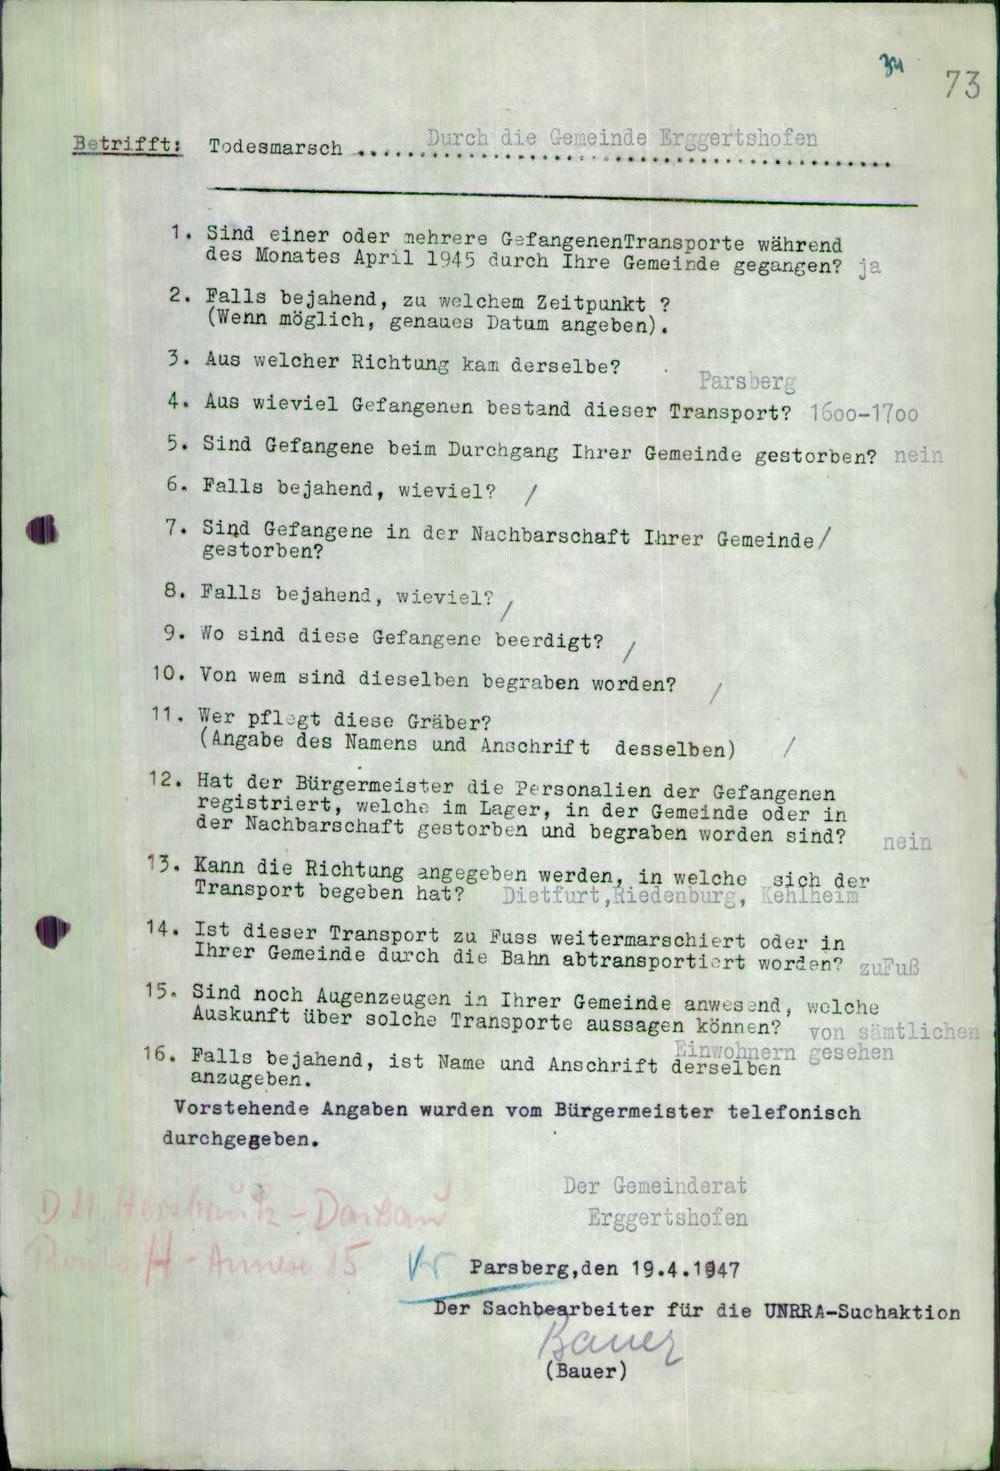 34
73
Betrifft: Todesmarsch ..... Durch die Gemeinde Erggertshofen
1. Sind einer oder mehrere GefangenenTransporte während
des Monates April 1945 durch Ihre Gemeinde gegangen? ja
2. Falls bejahend, zu welchem Zeitpunkt ?
(Wenn möglich, genaues Datum angeben).
3. Aus welcher Richtung kam derselbe?
Parsberg
4. Aus wieviel Gefangenen bestand dieser Transport? 16oo-17oo
5. Sind Gefangene beim Durchgang Ihrer Gemeinde gestorben? nein
6. Falls bejahend, wieviel? /
7. Sind Gefangene in der Nachbarschaft Ihrer Gemeinde/
gestorben?
8. Falls bejahend, wieviel? /
9. Wo sind diese Gefangene beerdigt? /
10. Von wem sind dieselben begraben worden? /
11. Wer pflegt diese Gräber?
(Angabe des Namens und Anschrift desselben) /
12. Hat der Bürgermeister die Personalien der Gefangenen
registriert, welche im Lager, in der Gemeinde oder in
der Nachbarschaft gestorben und begraben worden sind? nein
13. Kann die Richtung angegeben werden, in welche sich der
Transport begeben hat? Dietfurt,Riedenburg, Kehlheim
14. Ist dieser Transport zu Fuss weitermarschiert oder in
Ihrer Gemeinde durch die Bahn abtransportiert worden? zuFuß
15. Sind noch Augenzeugen in Ihrer Gemeinde anwesend, welche
Auskunft über solche Transporte aussagen können? von sämtlichen
Einwohnern gesehen
16. Falls bejahend, ist Name und Anschrift derselben
anzugeben.
Vorstehende Angaben wurden vom Bürgermeister telefonisch
durchgegeben.
Der Gemeinderat
Erggertshofen
D.M. Hersbruck - Dachau
Route H - Annexe 15
Parsberg,den 19.4.1947
Der Sachbearbeiter für die UNRRA-Suchaktion
Bauer
(Bauer)